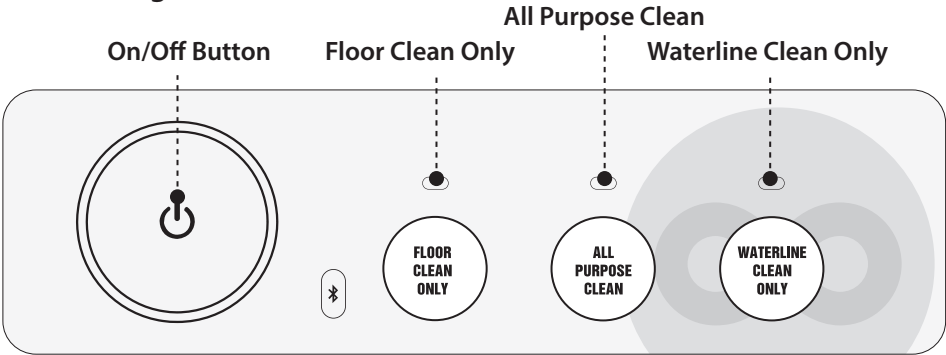 All Purpose Clean
On/Off Button
Floor Clean Only
Waterline Clean Only
FLOOR
CLEAN
ONLY
ALL
PURPOSE
CLEAN
WATERLINE
CLEAN
ONLY